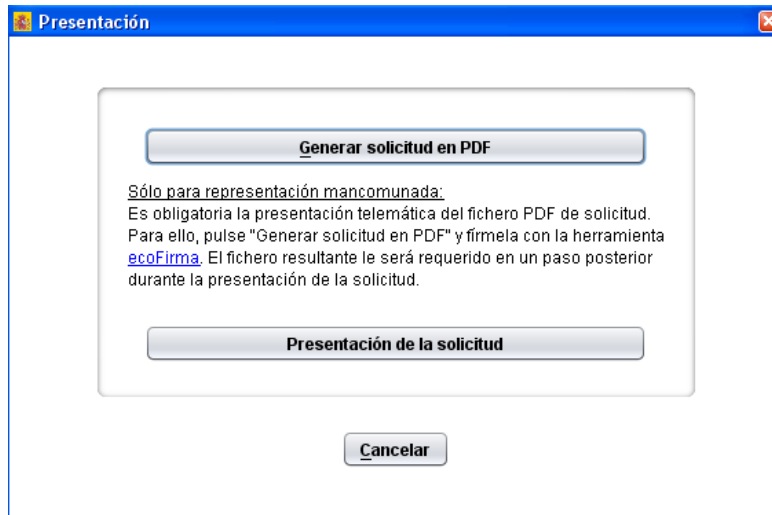 Presentación
Generar solicitud en PDF
Sólo para representación mancomunada:
Es obligatoria la presentación telemática del fichero PDF de solicitud.
Para ello, pulse "Generar solicitud en PDF" y fírmela con la herramienta
ecoFirma. El fichero resultante le será requerido en un paso posterior
durante la presentación de la solicitud.
Presentación de la solicitud
Cancelar